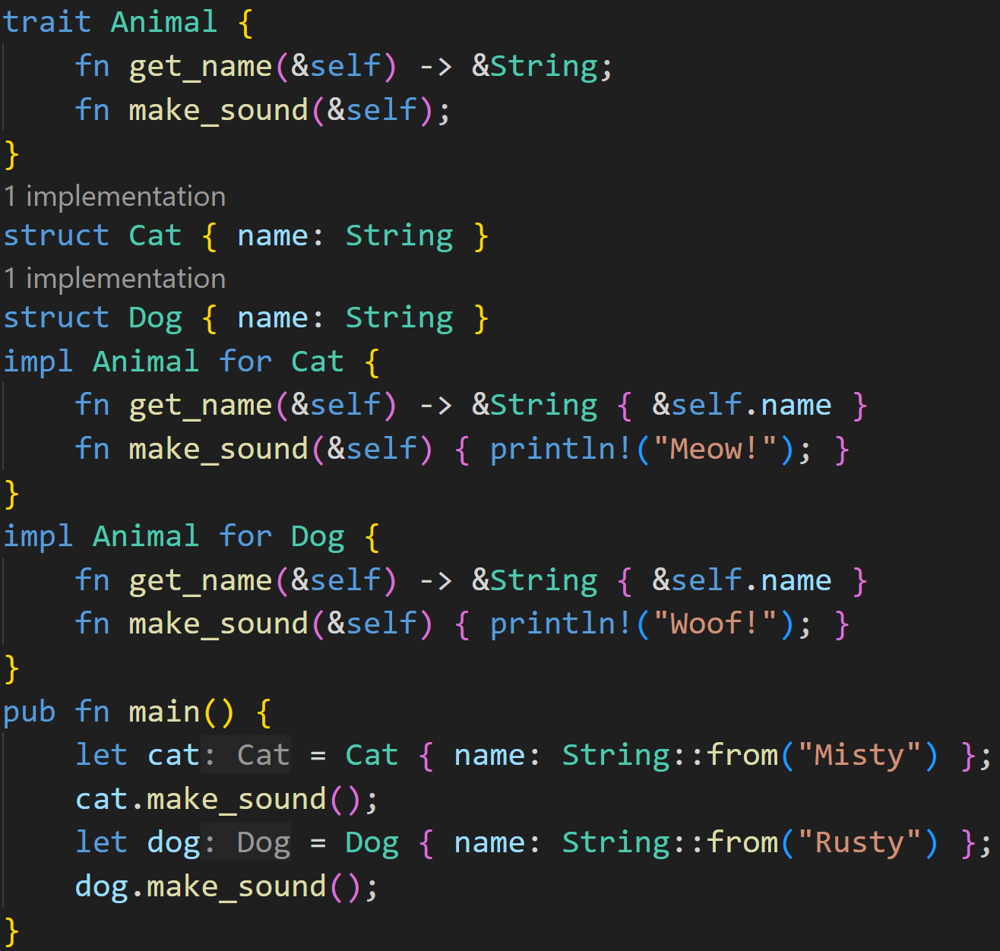 trait Animal {
    fn get_name(&self) -> &String;
    fn make_sound(&self);
}
1 implementation
struct Cat { name: String }
1 implementation
struct Dog { name: String }
impl Animal for Cat {
    fn get_name(&self) -> &String { &self.name }
    fn make_sound(&self) { println!("Meow!"); }
}
impl Animal for Dog {
    fn get_name(&self) -> &String { &self.name }
    fn make_sound(&self) { println!("Woof!"); }
}
pub fn main() {
    let cat: Cat = Cat { name: String::from("Misty") };
    cat.make_sound();
    let dog: Dog = Dog { name: String::from("Rusty") };
    dog.make_sound();
}